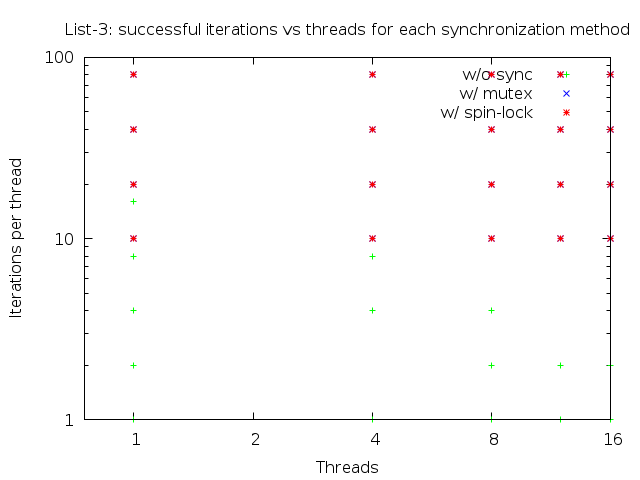 List-3: successful iterations vs threads for each synchronization method
100
w/o sync
w/ mutex
w/ spin-lock
Iterations per thread
10
1
1 2 4 8 16
Threads